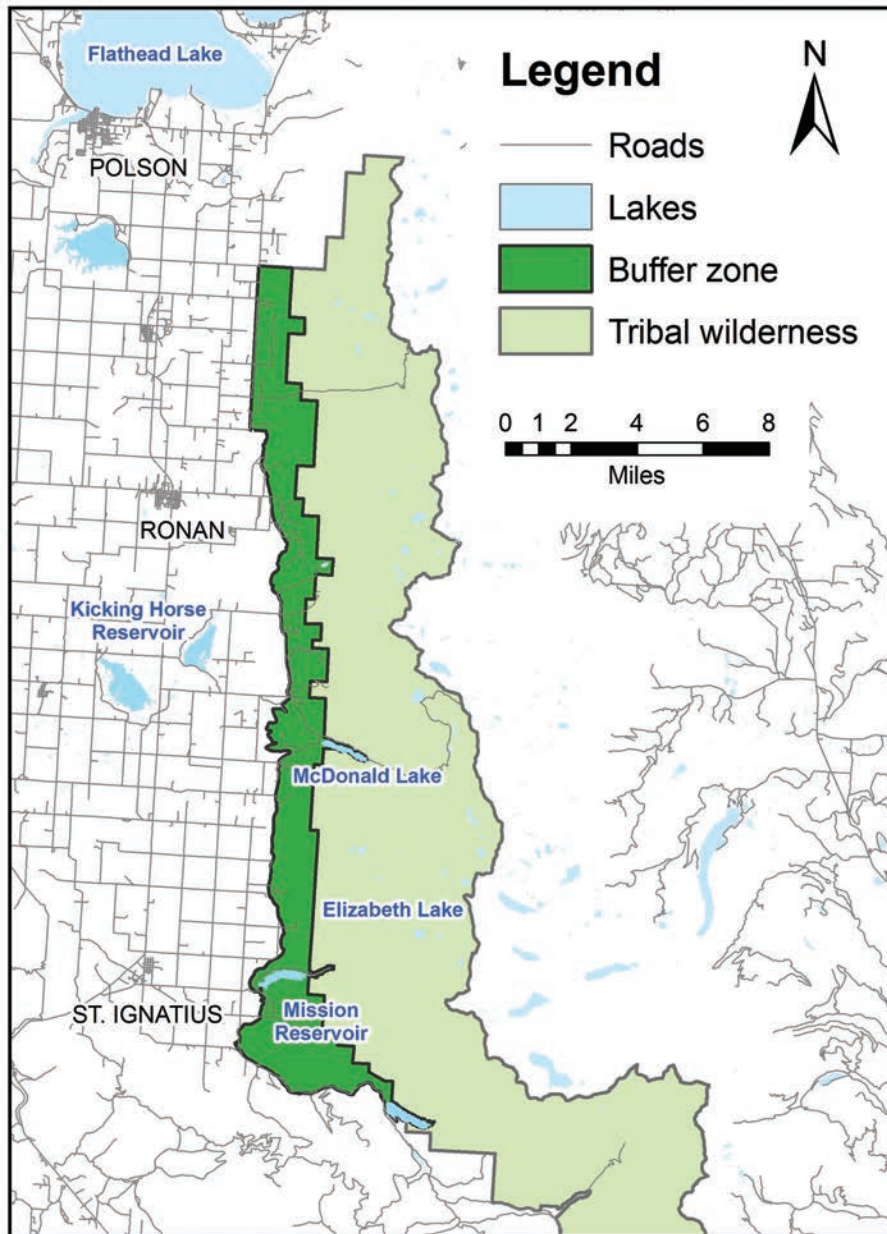 Flathead Lake
POLSON
Legend
N
Roads
Lakes
Buffer zone
Tribal wilderness
0 1 2 4 6 8
Miles
RONAN
Kicking Horse
Reservoir
McDonald Lake
Elizabeth Lake
ST. IGNATIUS
Mission
Reservoir